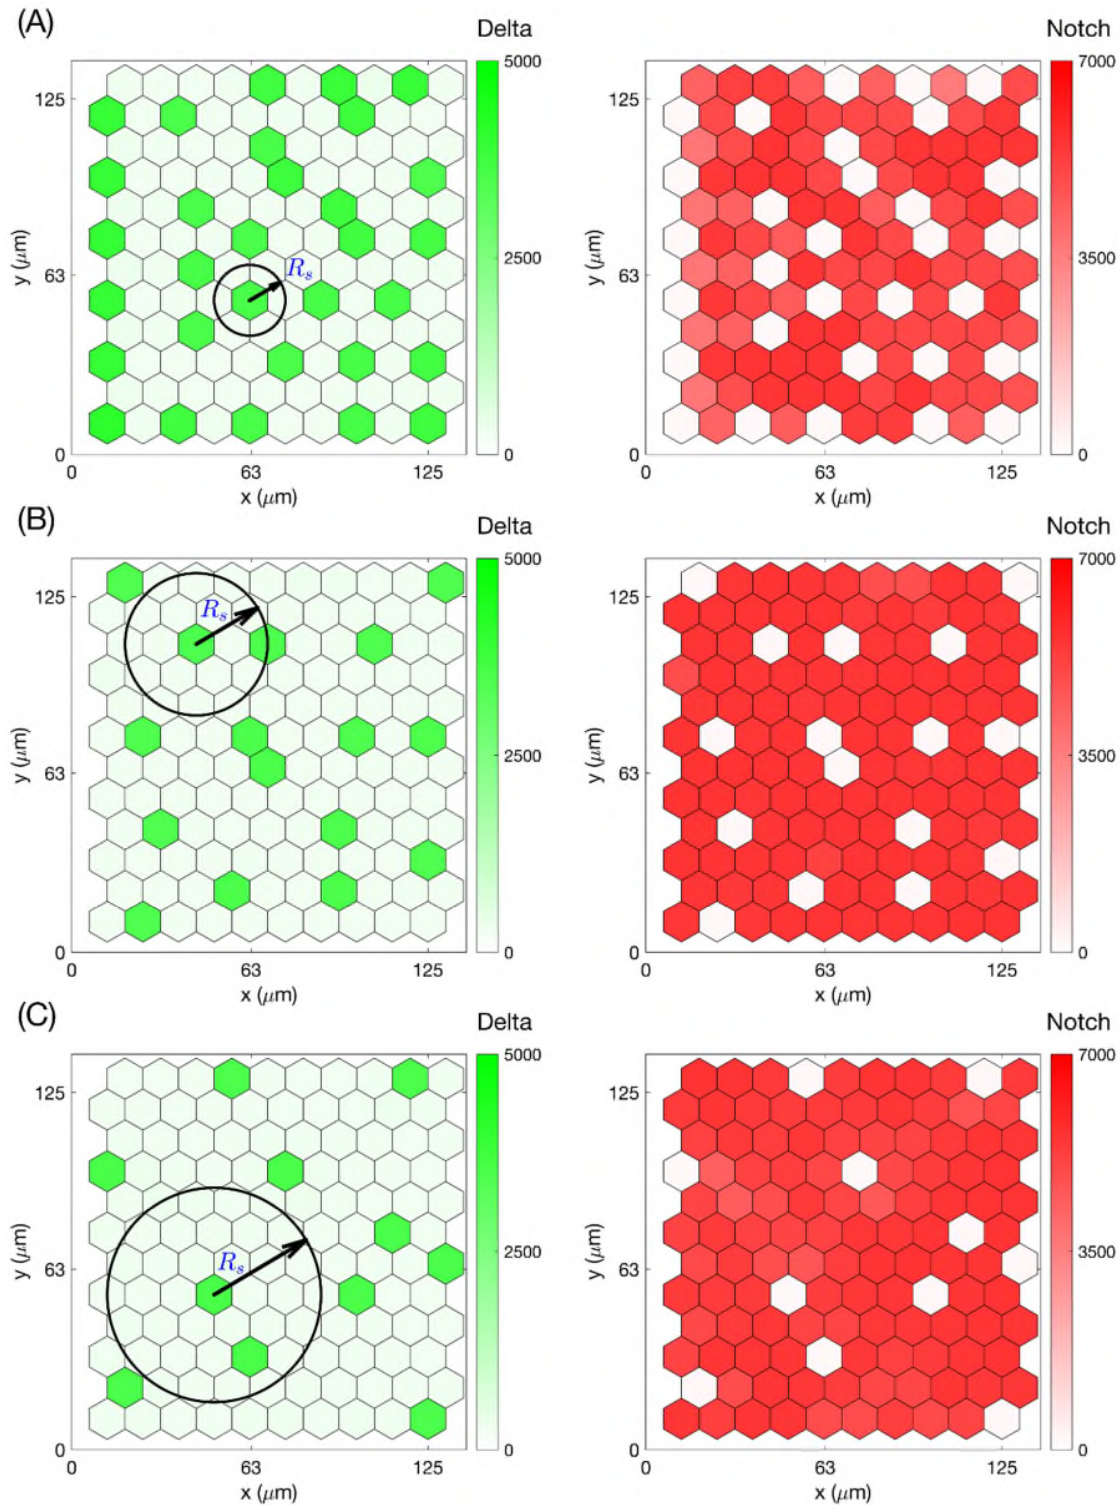 (A)
Delta
Notch
5000
2500
0
7000
3500
0
125
63
0
y (μm)
R_s
0
63
125
x (μm)
125
63
0
y (μm)
0
63
125
x (μm)
(B)
Delta
Notch
5000
2500
0
7000
3500
0
125
63
0
y (μm)
R_s
0
63
125
x (μm)
125
63
0
y (μm)
0
63
125
x (μm)
(C)
Delta
Notch
5000
2500
0
7000
3500
0
125
63
0
y (μm)
R_s
0
63
125
x (μm)
125
63
0
y (μm)
0
63
125
x (μm)